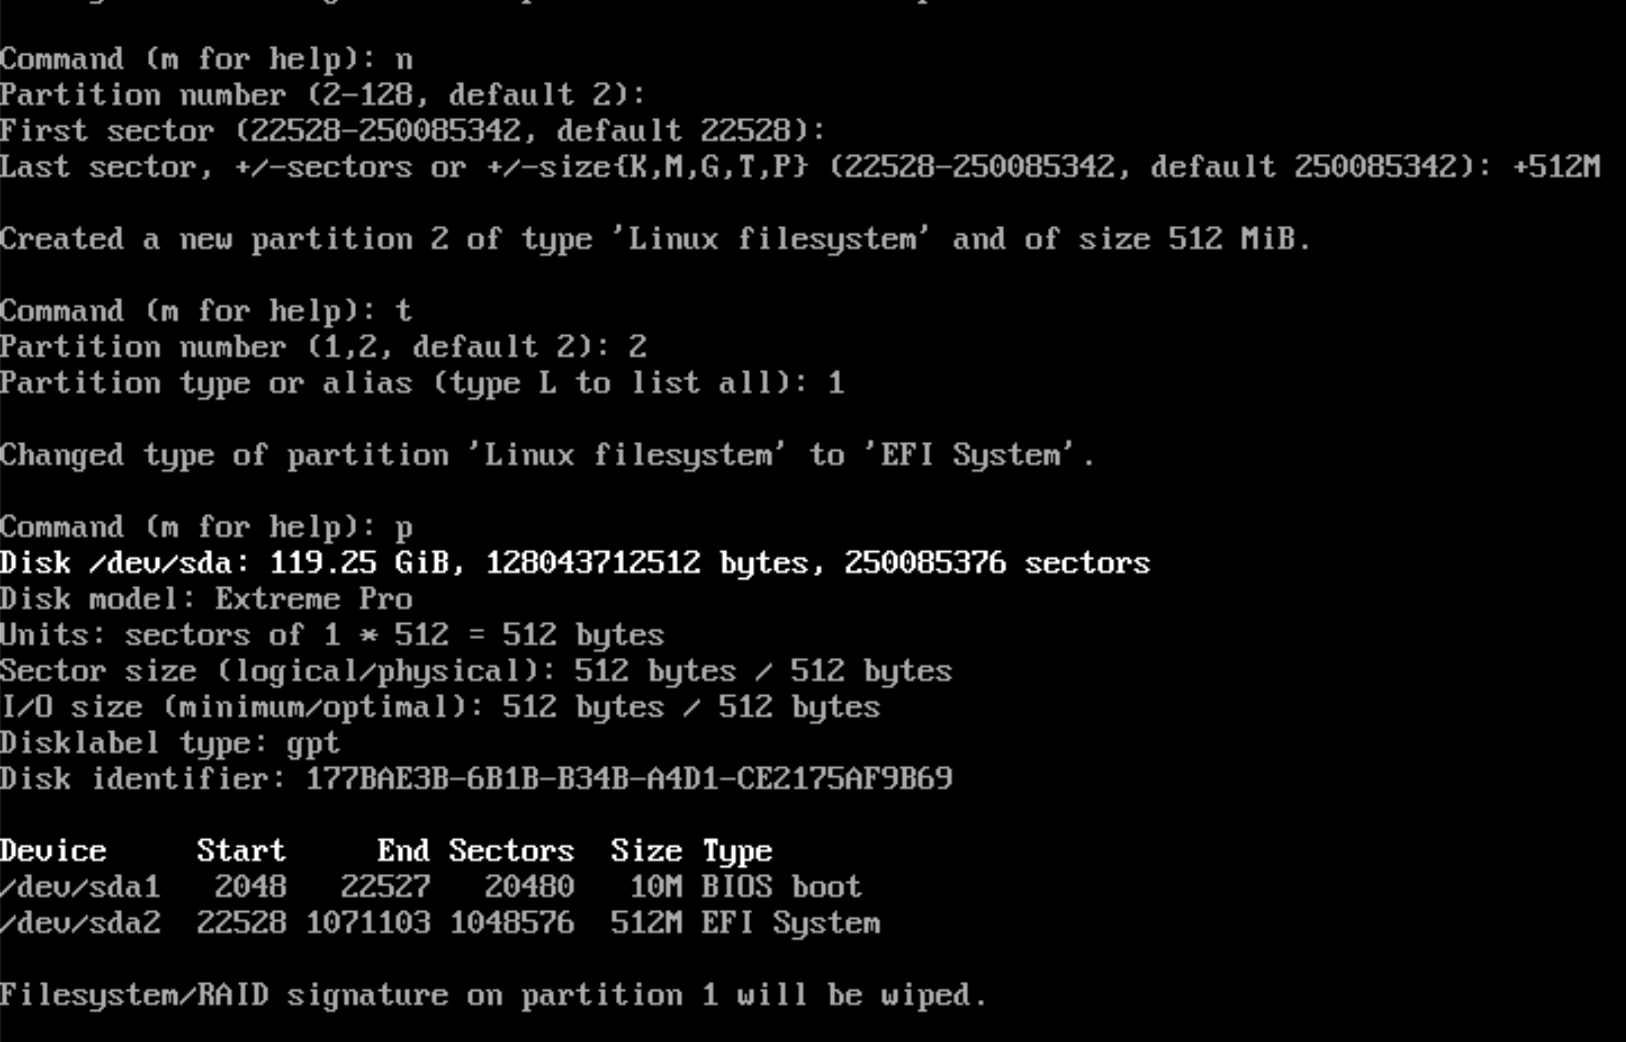 Command (m for help): n
Partition number (2-128, default 2):
First sector (22528-250085342, default 22528):
Last sector, +/-sectors or +/-size{K,M,G,T,P} (22528-250085342, default 250085342): +512M
Created a new partition 2 of type 'Linux filesystem' and of size 512 MiB.
Command (m for help): t
Partition number (1,2, default 2): 2
Partition type or alias (type L to list all): 1
Changed type of partition 'Linux filesystem' to 'EFI System'.
Command (m for help): p
Disk /dev/sda: 119.25 GiB, 128043712512 bytes, 250085376 sectors
Disk model: Extreme Pro
Units: sectors of 1 * 512 = 512 bytes
Sector size (logical/physical): 512 bytes / 512 bytes
I/O size (minimum/optimal): 512 bytes / 512 bytes
Disklabel type: gpt
Disk identifier: 177BAE3B-6B1B-B34B-A4D1-CE2175AF9B69
Device     Start     End Sectors  Size Type
/dev/sda1   2048   22527   20480   10M BIOS boot
/dev/sda2  22528 1071103 1048576  512M EFI System
Filesystem/RAID signature on partition 1 will be wiped.